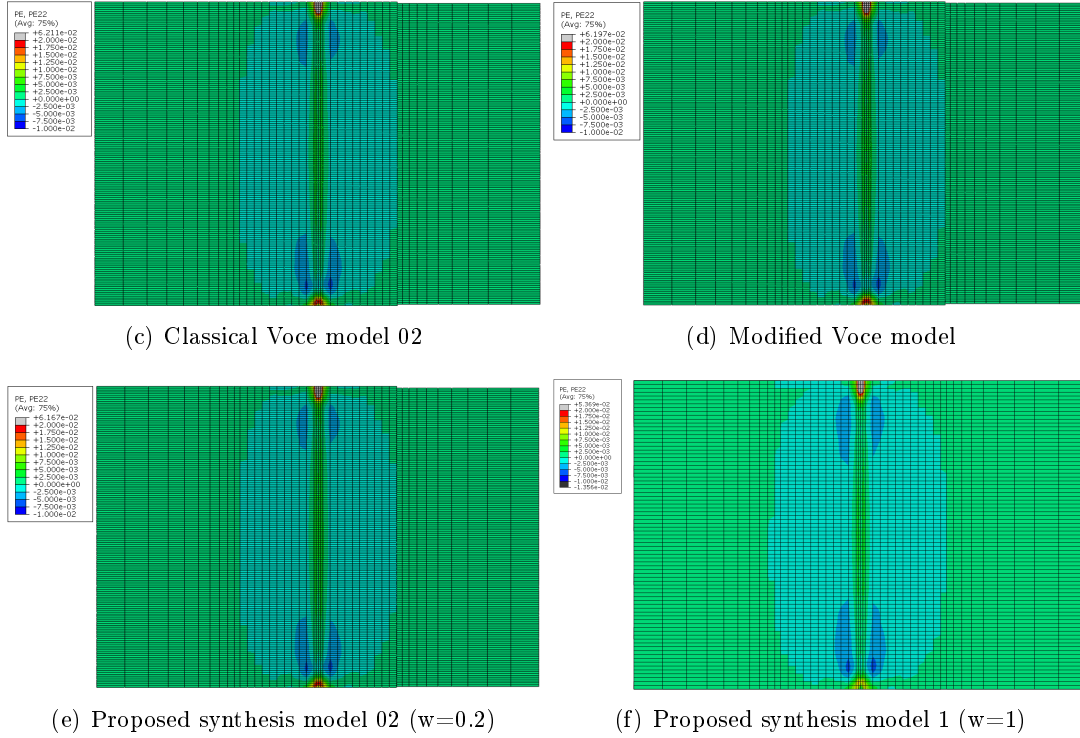 PE, PE22
(Avg: 75%)
+6.211e-02
+2.000e-02
+1.750e-02
+1.500e-02
+1.250e-02
+1.000e-02
+7.500e-03
+5.000e-03
+2.500e-03
+0.000e+00
-2.500e-03
-5.000e-03
-7.500e-03
-1.000e-02
PE, PE22
(Avg: 75%)
+6.197e-02
+2.000e-02
+1.750e-02
+1.500e-02
+1.250e-02
+1.000e-02
+7.500e-03
+5.000e-03
+2.500e-03
+0.000e+00
-2.500e-03
-5.000e-03
-7.500e-03
-1.000e-02
(c) Classical Voce model 02
(d) Modified Voce model
PE, PE22
(Avg: 75%)
+6.167e-02
+2.000e-02
+1.750e-02
+1.500e-02
+1.250e-02
+1.000e-02
+7.500e-03
+5.000e-03
+2.500e-03
+0.000e+00
-2.500e-03
-5.000e-03
-7.500e-03
-1.000e-02
PE, PE22
(Avg: 75%)
+5.369e-02
+2.000e-02
+1.750e-02
+1.500e-02
+1.250e-02
+1.000e-02
+7.500e-03
+5.000e-03
+2.500e-03
+0.000e+00
-2.500e-03
-5.000e-03
-7.500e-03
-1.000e-02
-1.356e-02
(e) Proposed synthesis model 02 (w=0.2)
(f) Proposed synthesis model 1 (w=1)